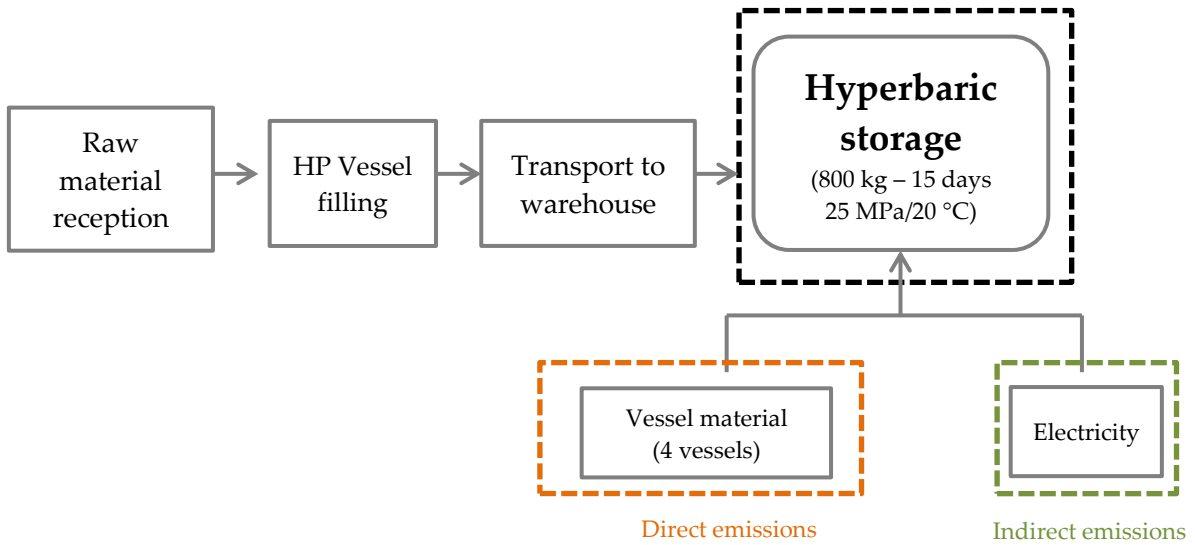 Raw
material
reception
HP Vessel
filling
Transport to
warehouse
Hyperbaric
storage
(800 kg – 15 days
25 MPa/20 °C)
Vessel material
(4 vessels)
Electricity
Direct emissions
Indirect emissions